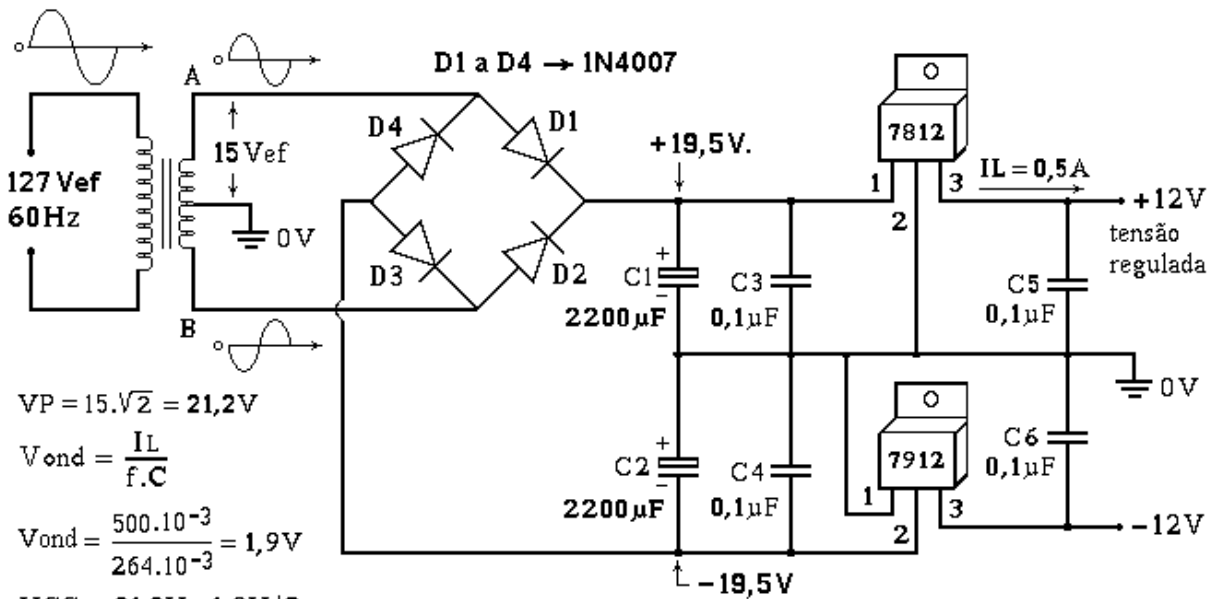 D1 a D4 → 1N4007
A
15 Vef
127 Vef
60Hz
0V
B
D4
D1
D3
D2
+19,5V.
7812
1
2
3
IL = 0,5A
+12V
tensão
regulada
+
C1
−
2200µF
C3
0,1µF
C5
0,1µF
0V
+
C2
−
2200µF
C4
0,1µF
7912
1
2
3
C6
0,1µF
−12V
−19,5V
VP = 15.√2 = 21,2V
Vond = IL / f.C
Vond = 500.10⁻³ / 264.10⁻³ = 1,9V